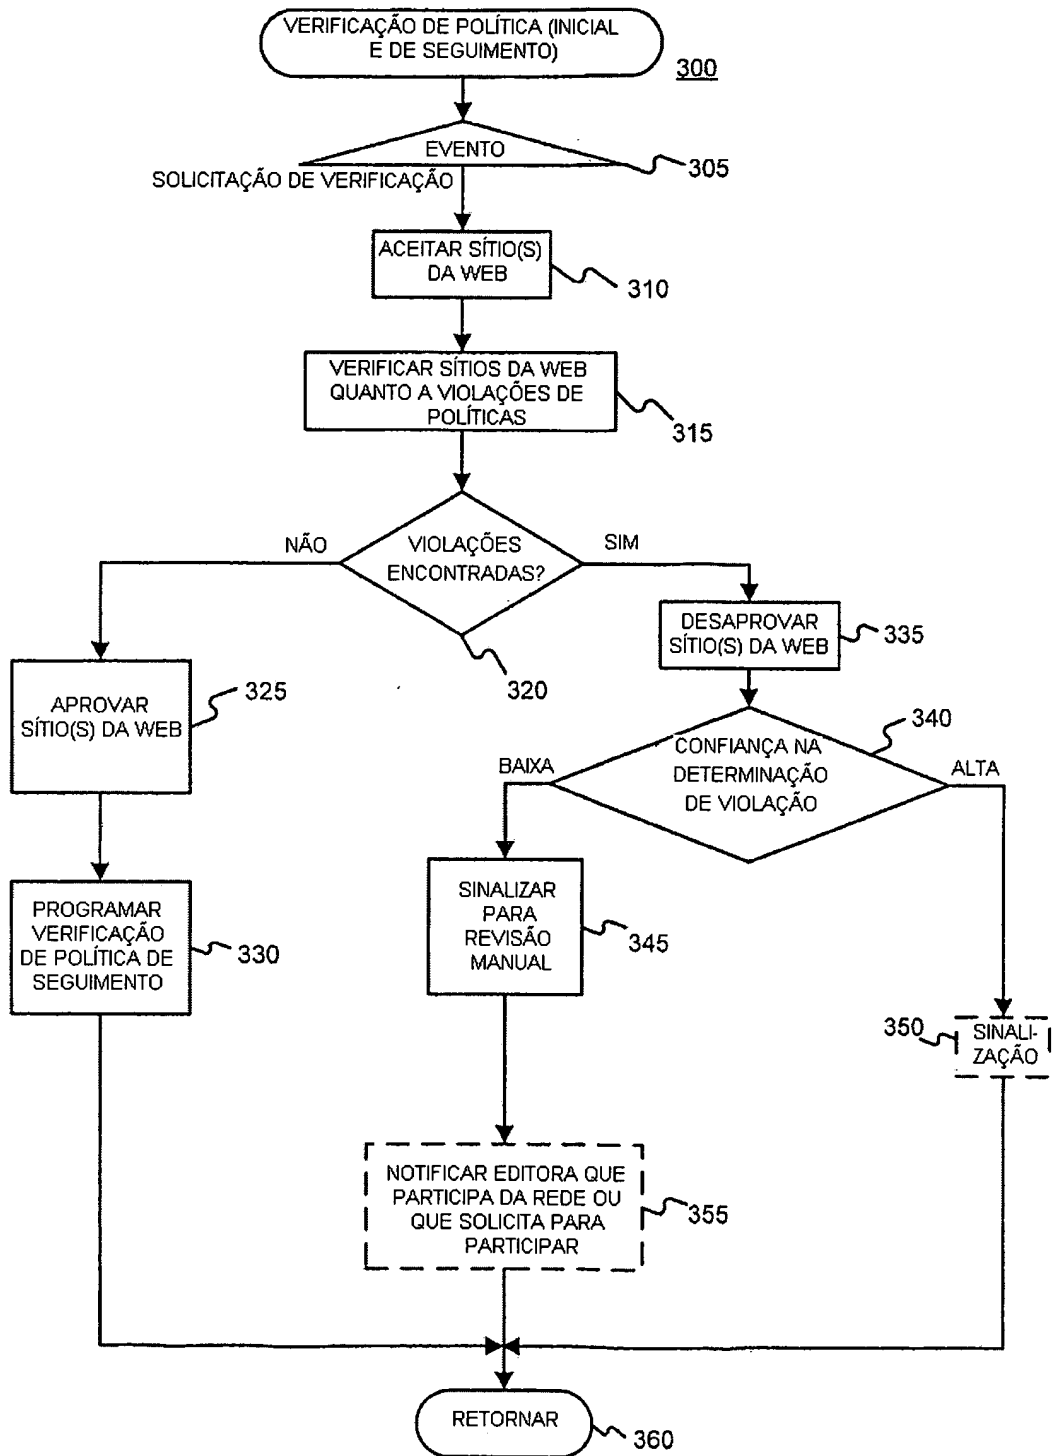 VERIFICAÇÃO DE POLÍTICA (INICIAL
E DE SEGUIMENTO)
300
EVENTO
305
SOLICITAÇÃO DE VERIFICAÇÃO
ACEITAR SÍTIO(S)
DA WEB
310
VERIFICAR SÍTIOS DA WEB
QUANTO A VIOLAÇÕES DE
POLÍTICAS
315
NÃO
VIOLAÇÕES
ENCONTRADAS?
SIM
320
DESAPROVAR
SÍTIO(S) DA WEB
335
APROVAR
SÍTIO(S) DA WEB
325
340
CONFIANÇA NA
DETERMINAÇÃO
DE VIOLAÇÃO
BAIXA
ALTA
PROGRAMAR
VERIFICAÇÃO
DE POLÍTICA DE
SEGUIMENTO
330
SINALIZAR
PARA
REVISÃO
MANUAL
345
350
SINALI-
ZAÇÃO
NOTIFICAR EDITORA QUE
PARTICIPA DA REDE OU
QUE SOLICITA PARA
PARTICIPAR
355
RETORNAR
360